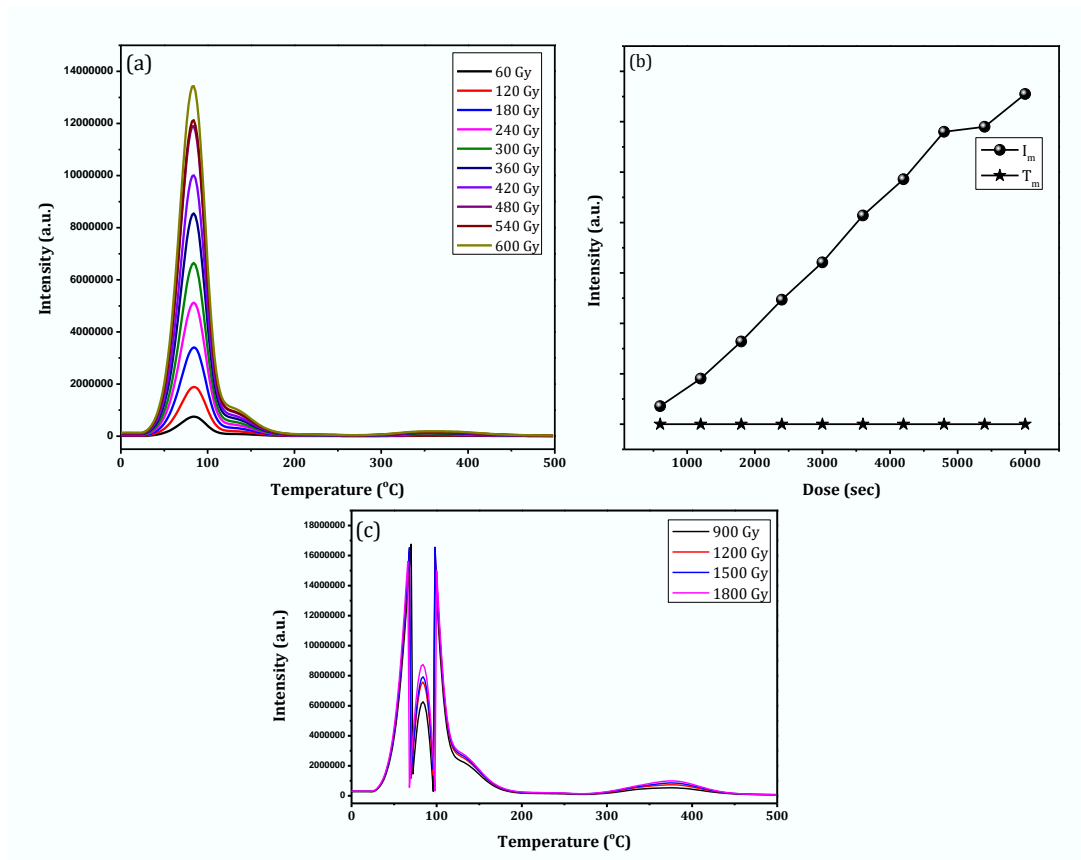 (a)
60 Gy
120 Gy
180 Gy
240 Gy
300 Gy
360 Gy
420 Gy
480 Gy
540 Gy
600 Gy
14000000
12000000
10000000
8000000
6000000
4000000
2000000
0
0 100 200 300 400 500
Intensity (a.u.)
Temperature (°C)
(b)
I_m
T_m
Intensity (a.u.)
1000 2000 3000 4000 5000 6000
Dose (sec)
(c)
900 Gy
1200 Gy
1500 Gy
1800 Gy
18000000
16000000
14000000
12000000
10000000
8000000
6000000
4000000
2000000
0
0 100 200 300 400 500
Intensity (a.u.)
Temperature (°C)